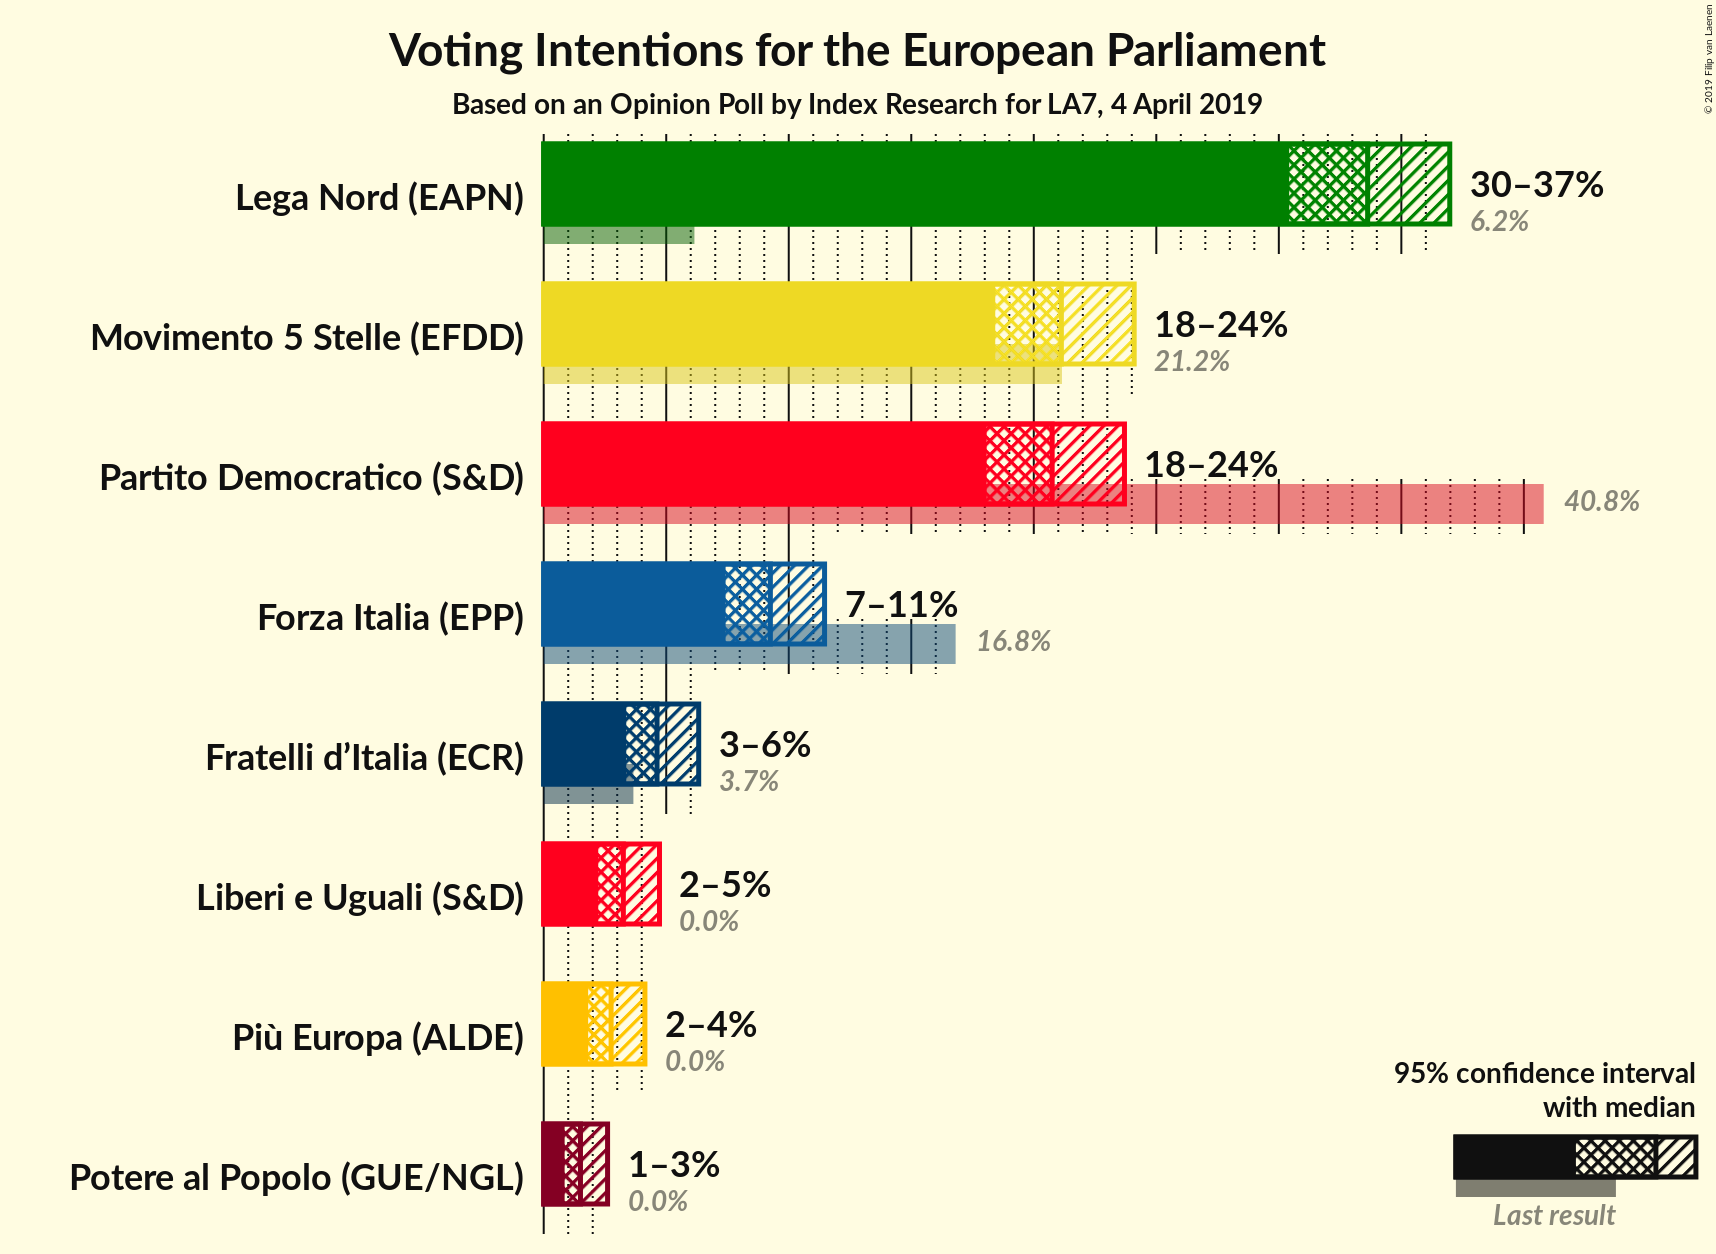 Voting Intentions for the European Parliament
Based on an Opinion Poll by Index Research for LA7, 4 April 2019
© 2019 Filip van Laenen
Lega Nord (EAPN)
30–37%
6.2%
Movimento 5 Stelle (EFDD)
18–24%
21.2%
Partito Democratico (S&D)
18–24%
40.8%
Forza Italia (EPP)
7–11%
16.8%
Fratelli d’Italia (ECR)
3–6%
3.7%
Liberi e Uguali (S&D)
2–5%
0.0%
Più Europa (ALDE)
2–4%
0.0%
Potere al Popolo (GUE/NGL)
1–3%
0.0%
95% confidence interval
with median
Last result